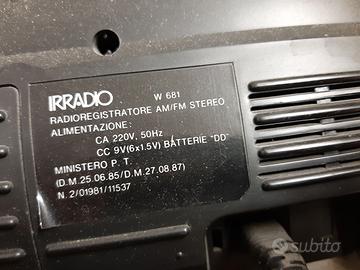 IRRADIO W 681
RADIOREGISTRATORE AM/FM STEREO
ALIMENTAZIONE:
CA 220V, 50Hz
CC 9V(6x1.5V) BATTERIE "DD"
MINISTERO P. T.
(D.M.25.06.85/D.M.27.08.87)
N.2/01981/11537
subito